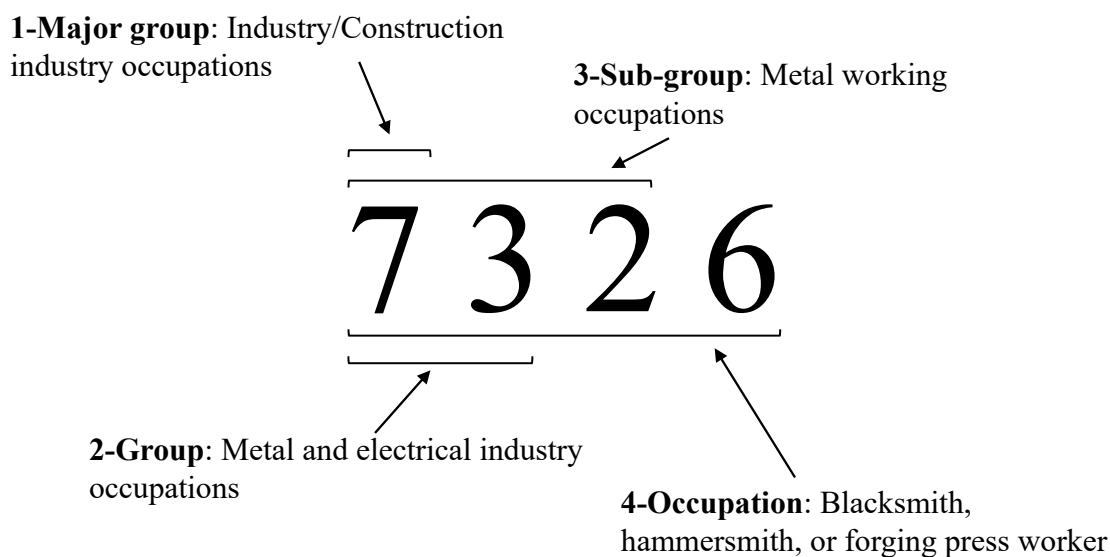 1-Major group: Industry/Construction
industry occupations
3-Sub-group: Metal working
occupations
7 3 2 6
2-Group: Metal and electrical industry
occupations
4-Occupation: Blacksmith,
hammersmith, or forging press worker